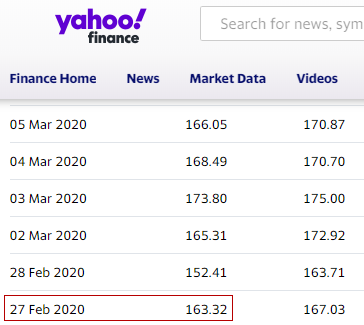 yahoo!
finance
Search for news, sym
Finance Home News Market Data Videos
05 Mar 2020 166.05 170.87
04 Mar 2020 168.49 170.70
03 Mar 2020 173.80 175.00
02 Mar 2020 165.31 172.92
28 Feb 2020 152.41 163.71
27 Feb 2020 163.32 167.03